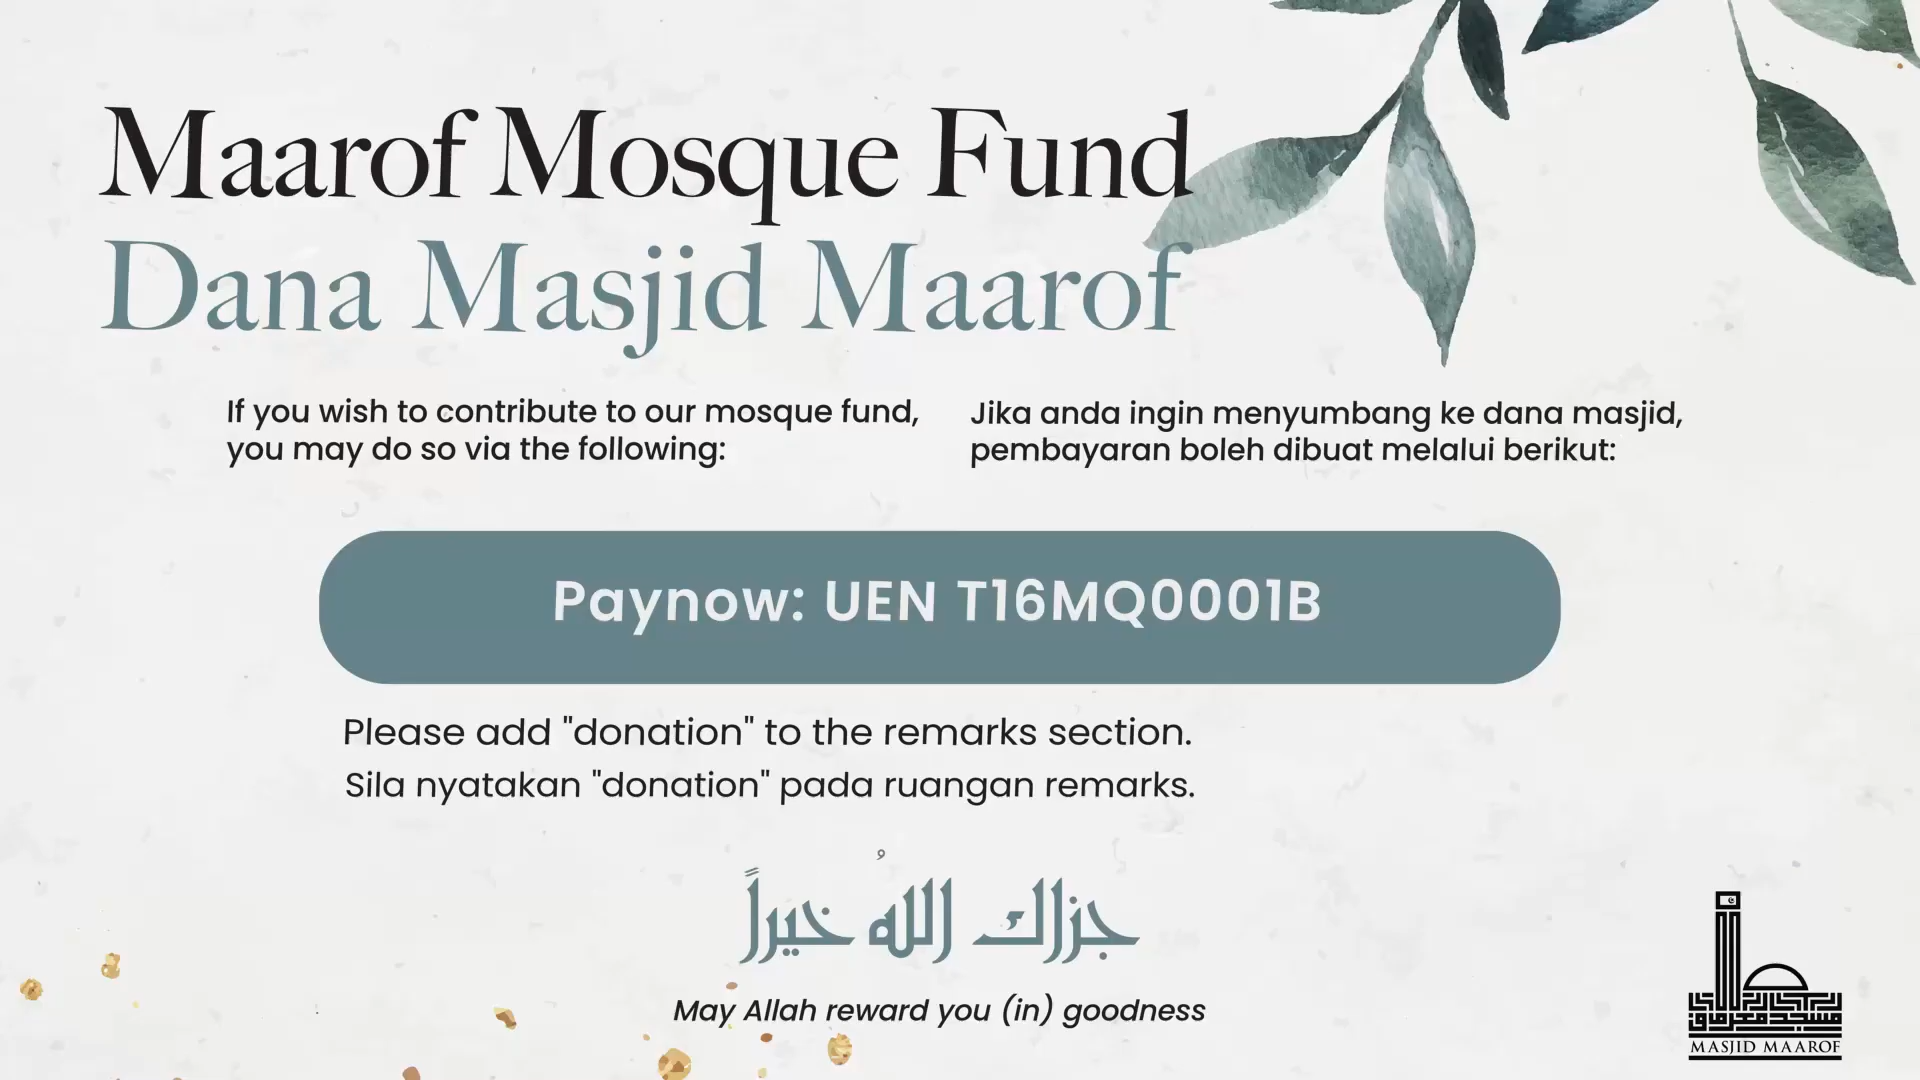 Maarof Mosque Fund
Dana Masjid Maarof
If you wish to contribute to our mosque fund,
you may do so via the following:
Jika anda ingin menyumbang ke dana masjid,
pembayaran boleh dibuat melalui berikut:
Paynow: UEN T16MQ0001B
Please add "donation" to the remarks section.
Sila nyatakan "donation" pada ruangan remarks.
جزاك اللهُ خيراً
May Allah reward you (in) goodness
MASJID MAAROF